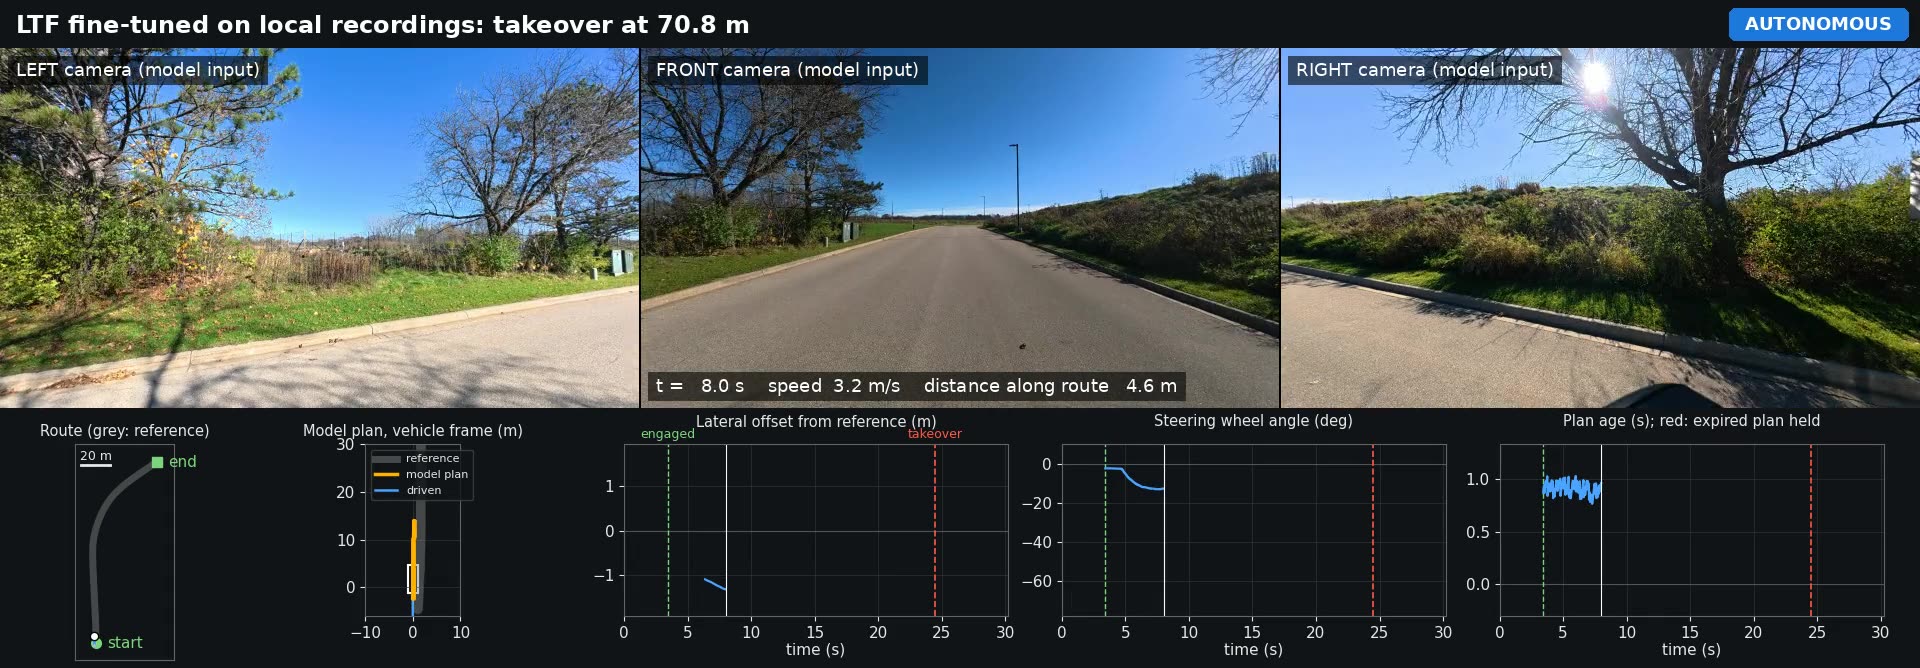 LTF fine-tuned on local recordings: takeover at 70.8 m
AUTONOMOUS
LEFT camera (model input)
FRONT camera (model input)
RIGHT camera (model input)
t =   8.0 s    speed  3.2 m/s    distance along route   4.6 m
Route (grey: reference)
20 m
end
start
Model plan, vehicle frame (m)
reference
model plan
driven
30
20
10
0
−10 0 10
Lateral offset from reference (m)
engaged
takeover
1
0
−1
0 5 10 15 20 25 30
time (s)
Steering wheel angle (deg)
0
−20
−40
−60
0 5 10 15 20 25 30
time (s)
Plan age (s); red: expired plan held
1.0
0.5
0.0
0 5 10 15 20 25 30
time (s)